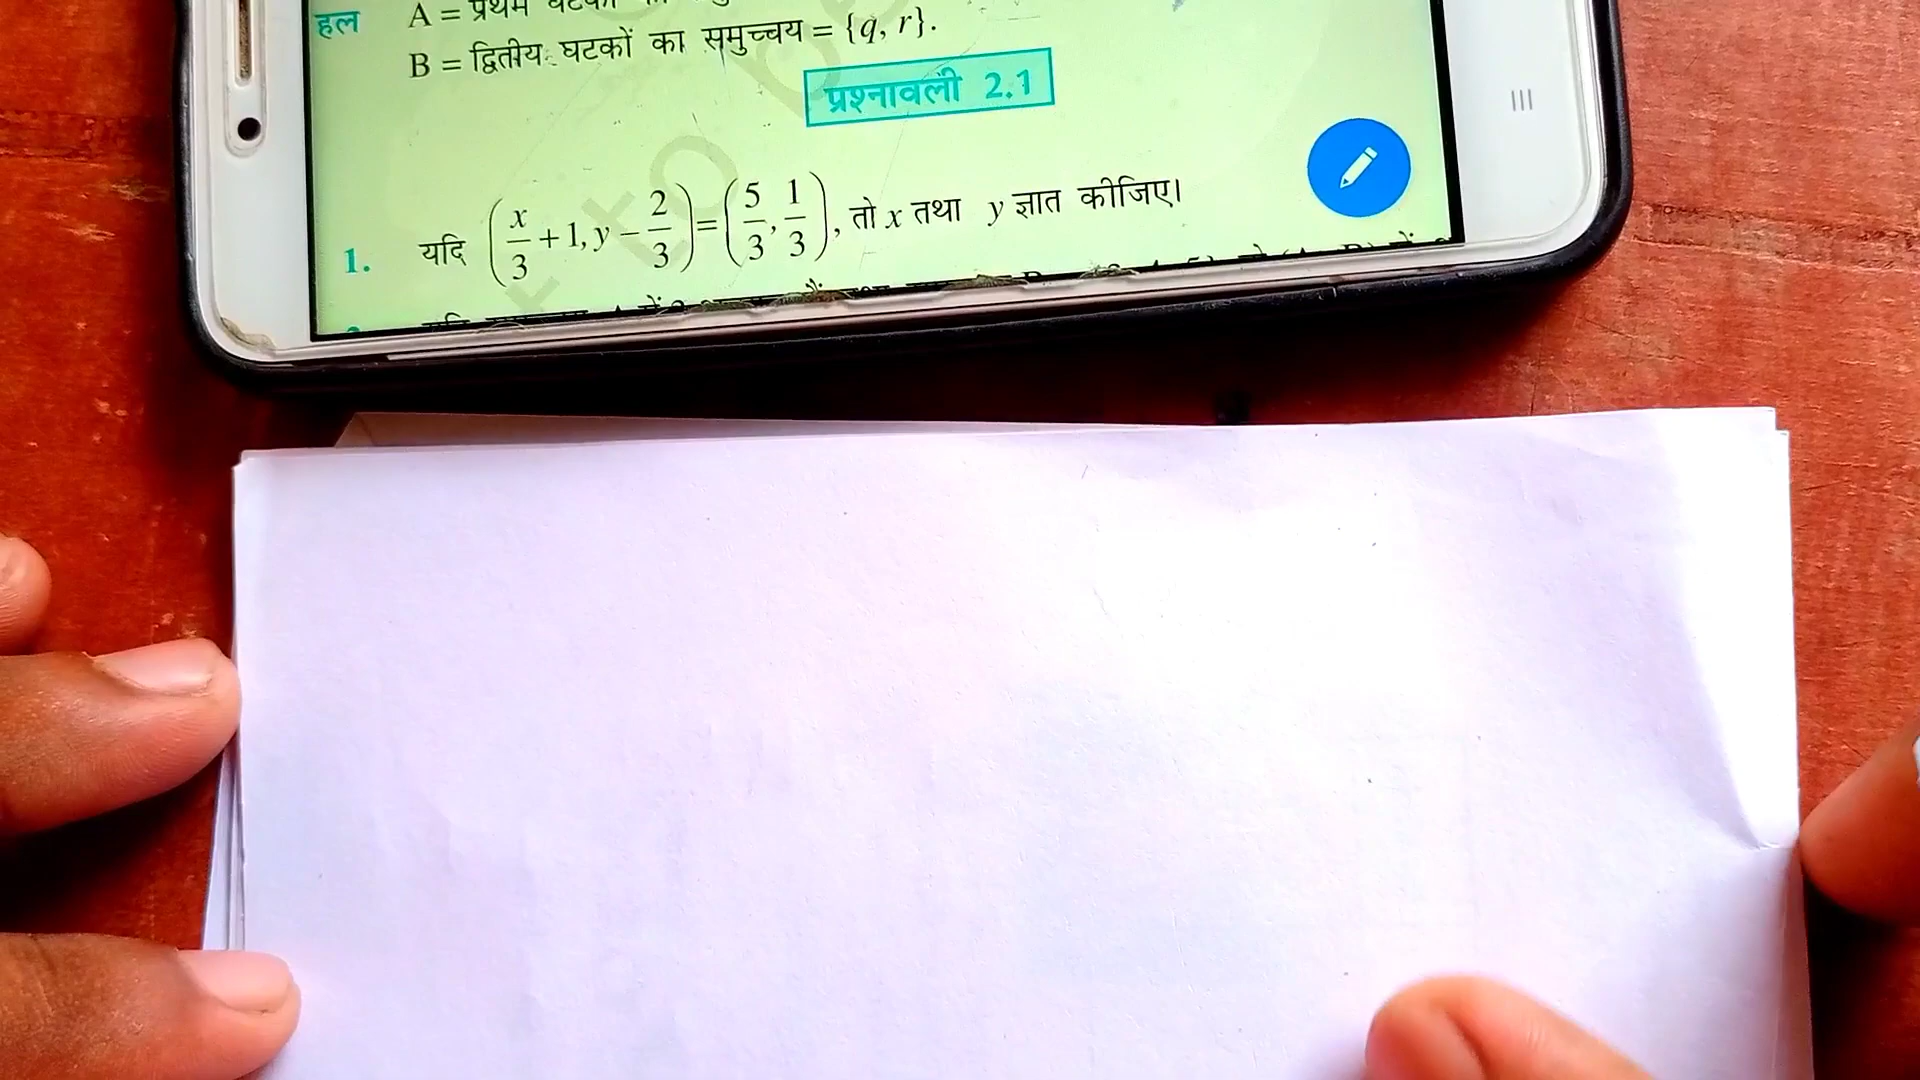 हल A = प्रथम घटकों का
B = द्वितीय घटकों का समुच्चय = {q, r}.
प्रश्नावली 2.1
1. यदि (x/3 + 1, y − 2/3) = (5/3, 1/3), तो x तथा y ज्ञात कीजिए।